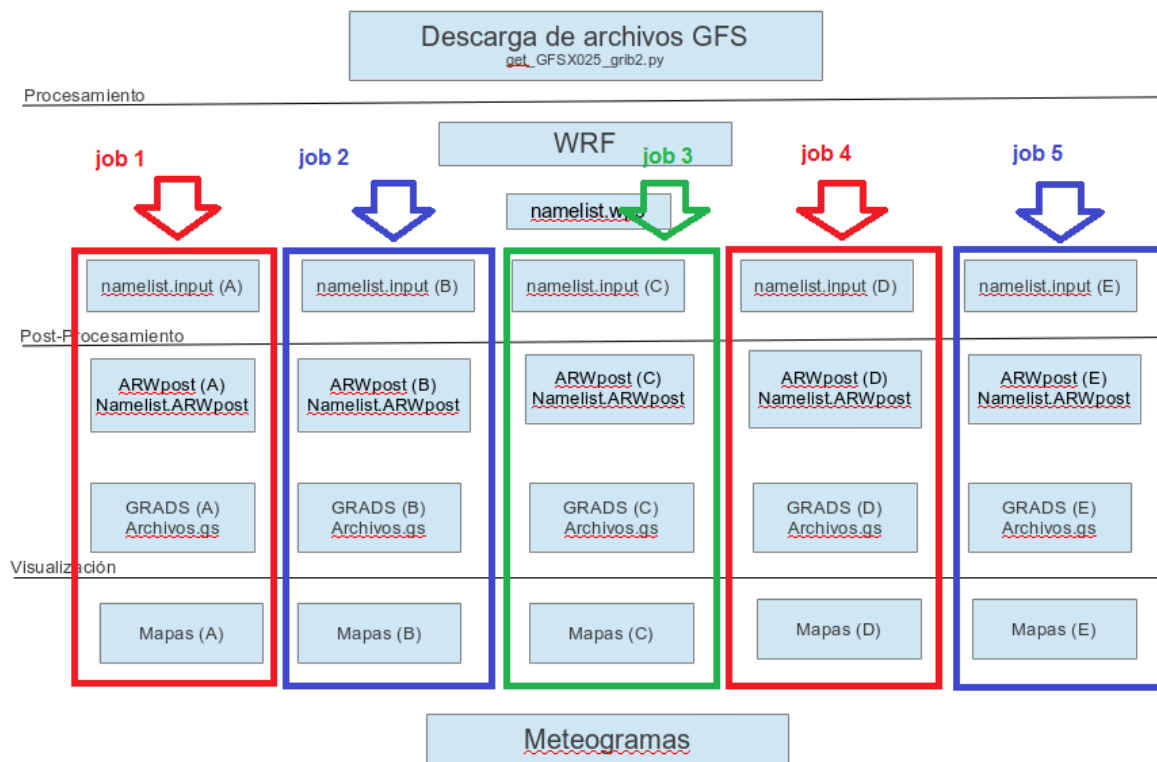 Descarga de archivos GFS
get_GFSX025_grib2.py
Procesamiento
WRF
job 1
job 2
job 3
job 4
job 5
namelist.input (A)
namelist.input (B)
namelist.input (C)
namelist.input (D)
namelist.input (E)
Post-Procesamiento
ARWpost (A)
Namelist.ARWpost
ARWpost (B)
Namelist.ARWpost
ARWpost (C)
Namelist.ARWpost
ARWpost (D)
Namelist.ARWpost
ARWpost (E)
Namelist.ARWpost
GRADS (A)
Archivos.gs
GRADS (B)
Archivos.gs
GRADS (C)
Archivos.gs
GRADS (D)
Archivos.gs
GRADS (E)
Archivos.gs
Visualización
Mapas (A)
Mapas (B)
Mapas (C)
Mapas (D)
Mapas (E)
Meteogramas